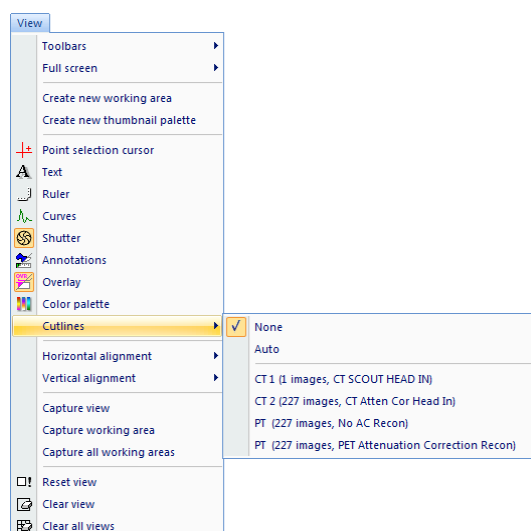 View
Toolbars
Full screen
Create new working area
Create new thumbnail palette
Point selection cursor
A Text
Ruler
Curves
Shutter
Annotations
OVR Overlay
Color palette
Cutlines
None
Auto
CT 1 (1 images, CT SCOUT HEAD IN)
CT 2 (227 images, CT Atten Cor Head In)
PT (227 images, No AC Recon)
PT (227 images, PET Attenuation Correction Recon)
Horizontal alignment
Vertical alignment
Capture view
Capture working area
Capture all working areas
Reset view
Clear view
Clear all views